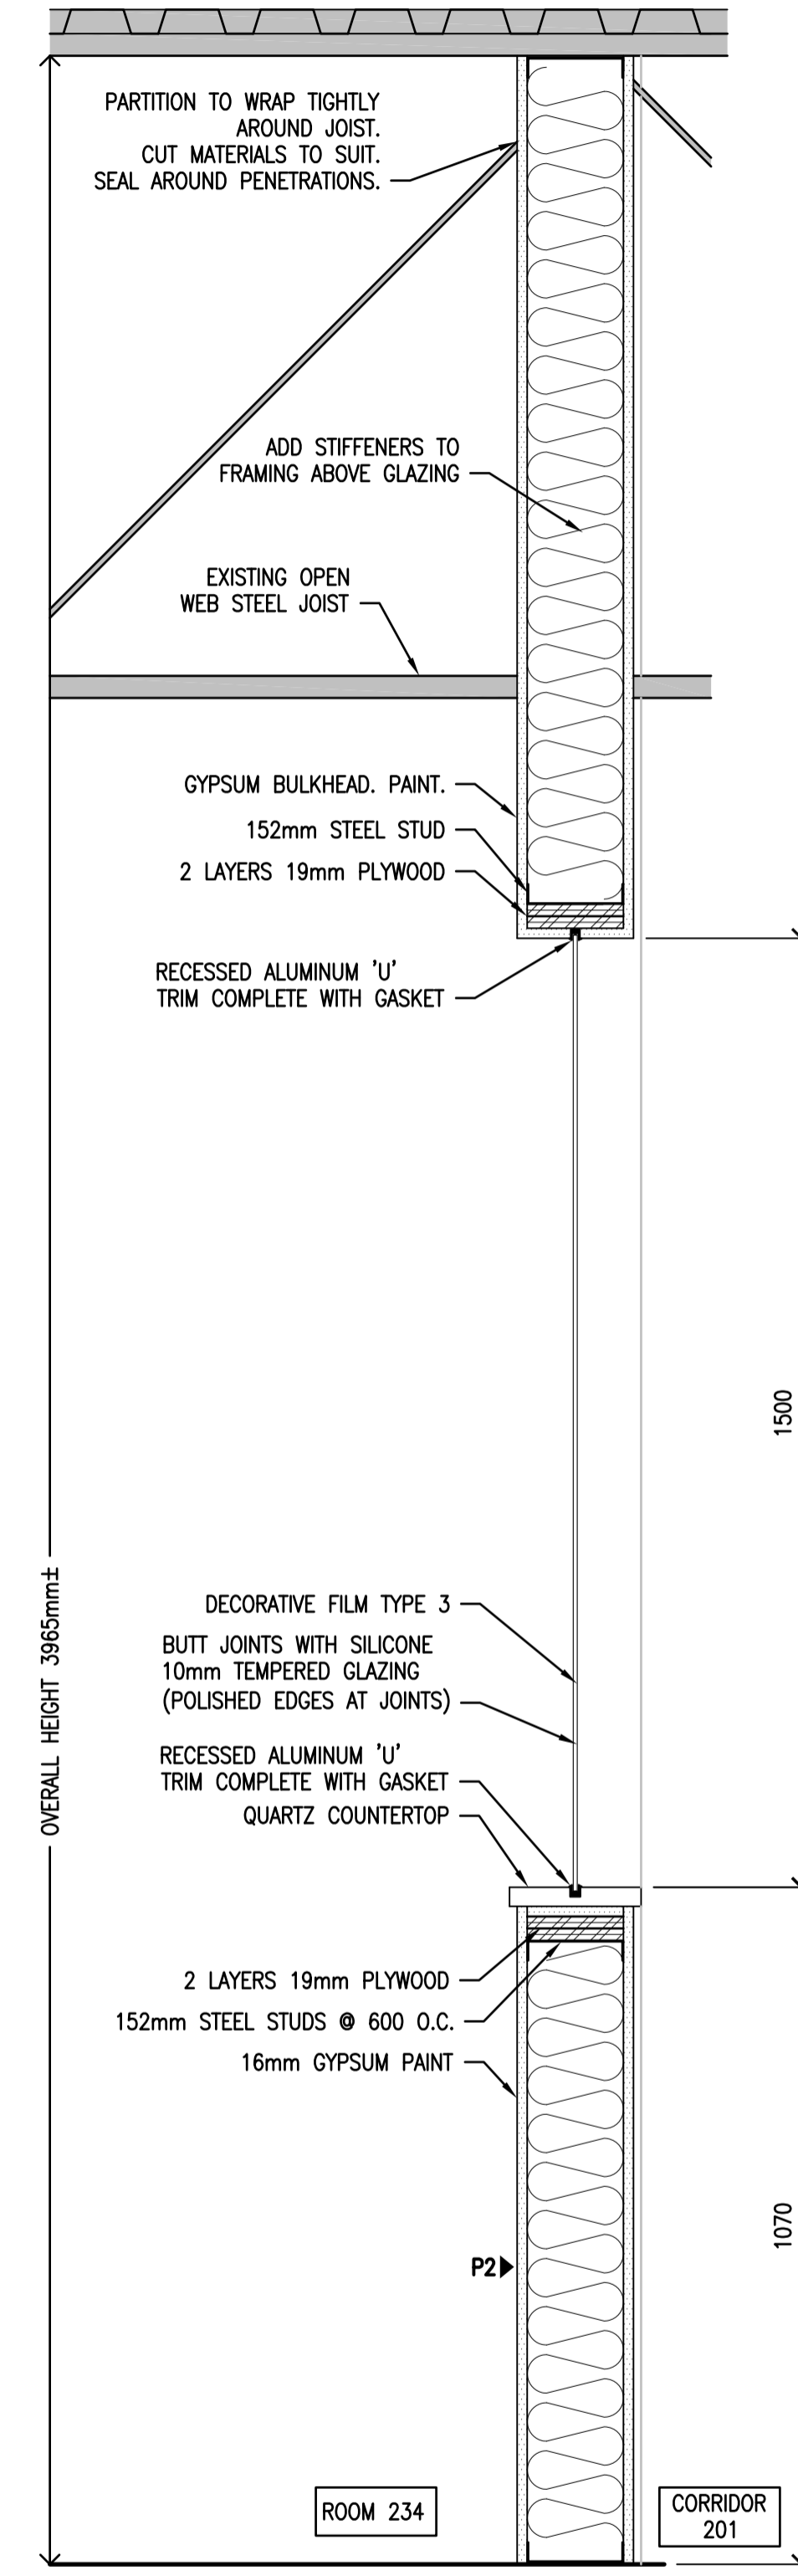 PARTITION TO WRAP TIGHTLY
AROUND JOIST.
CUT MATERIALS TO SUIT.
SEAL AROUND PENETRATIONS.
ADD STIFFENERS TO
FRAMING ABOVE GLAZING
EXISTING OPEN
WEB STEEL JOIST
GYPSUM BULKHEAD. PAINT.
152mm STEEL STUD
2 LAYERS 19mm PLYWOOD
RECESSED ALUMINUM 'U'
TRIM COMPLETE WITH GASKET
1500
OVERALL HEIGHT 3965mm±
DECORATIVE FILM TYPE 3
BUTT JOINTS WITH SILICONE
10mm TEMPERED GLAZING
(POLISHED EDGES AT JOINTS)
RECESSED ALUMINUM 'U'
TRIM COMPLETE WITH GASKET
QUARTZ COUNTERTOP
2 LAYERS 19mm PLYWOOD
152mm STEEL STUDS @ 600 O.C.
16mm GYPSUM PAINT
1070
P2
ROOM 234
CORRIDOR
201